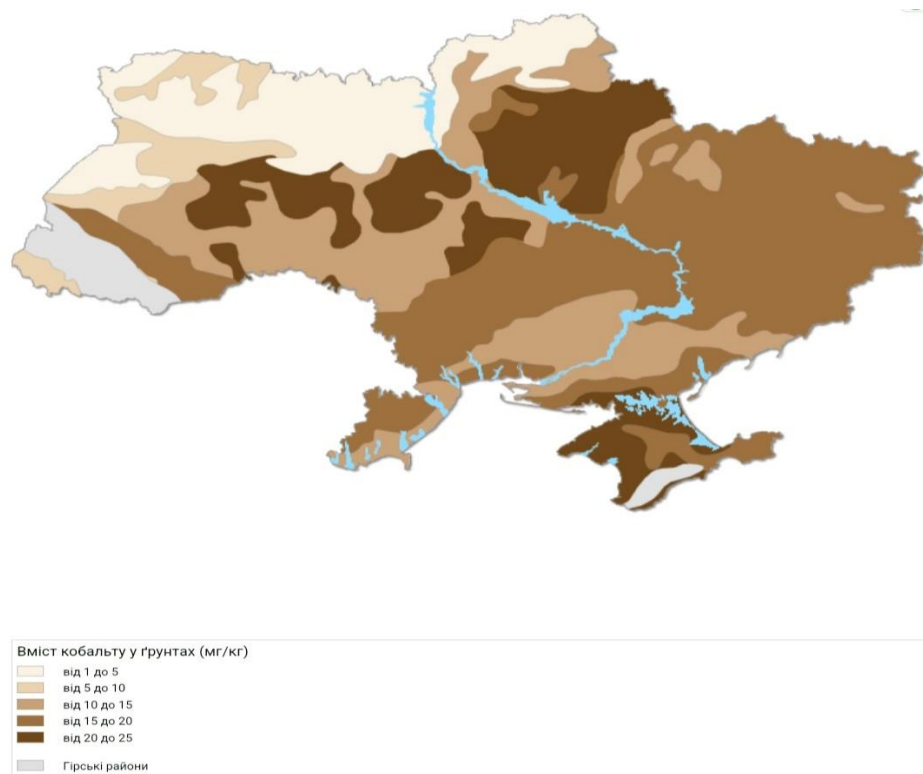 Вміст кобальту у ґрунтах (мг/кг)
від 1 до 5
від 5 до 10
від 10 до 15
від 15 до 20
від 20 до 25
Гірські райони